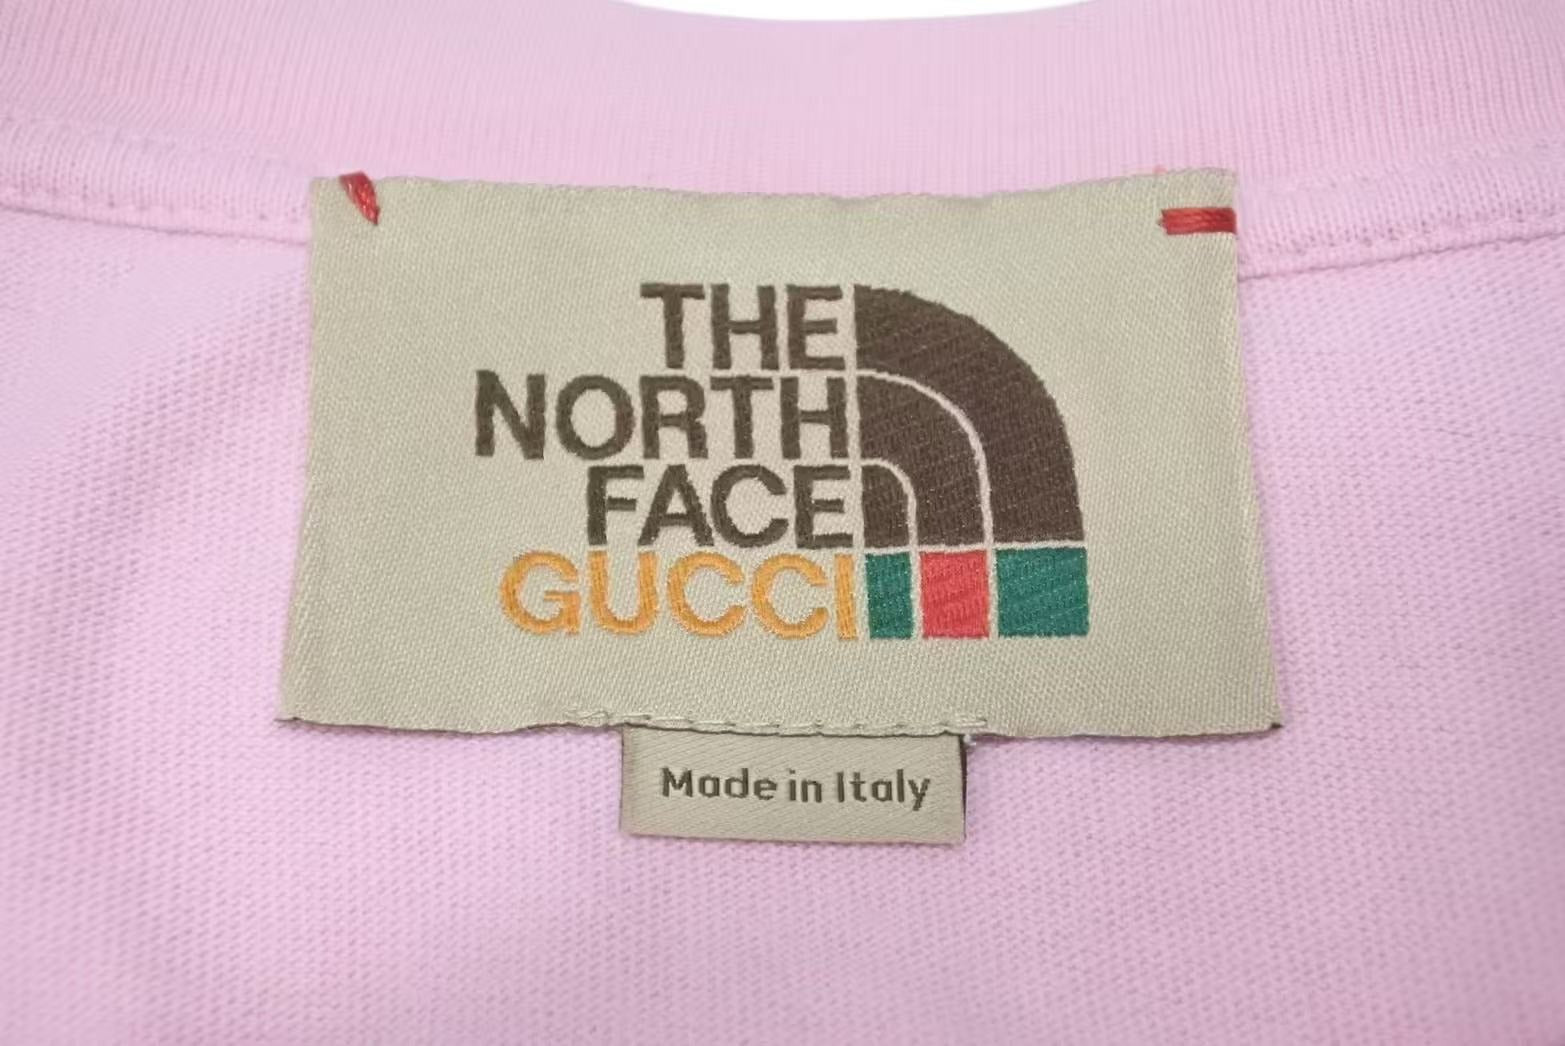 THE
NORTH
FACE
GUCCI
Made in Italy